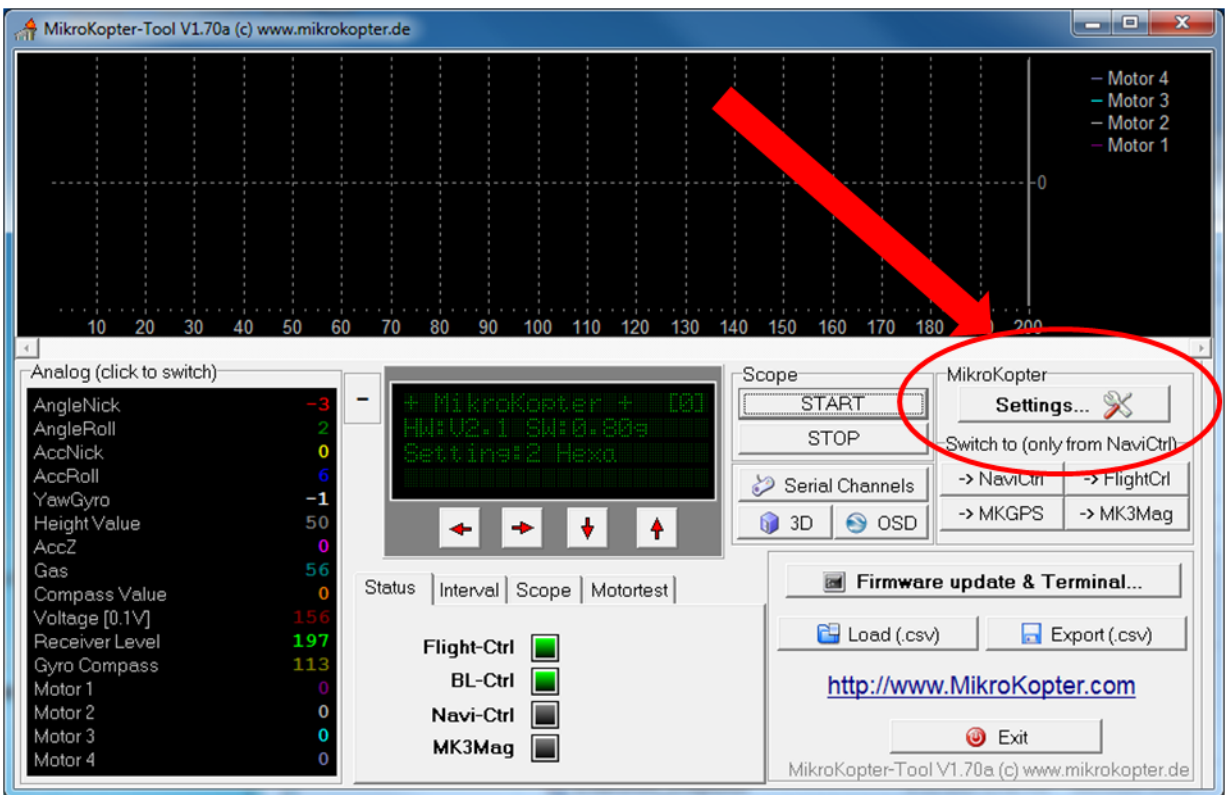 MikroKopter-Tool V1.70a (c) www.mikrokopter.de
Motor 4
Motor 3
Motor 2
Motor 1
0
10 20 30 40 50 60 70 80 90 100 110 120 130 140 150 160 170 180 200
Analog (click to switch)
AngleNick -3
AngleRoll 2
AccNick 0
AccRoll 6
YawGyro -1
Height Value 50
AccZ 0
Gas 56
Compass Value 0
Voltage [0.1V] 156
Receiver Level 197
Gyro Compass 113
Motor 1 0
Motor 2 0
Motor 3 0
Motor 4 0
-
+ MikroKopter + [0]
HW:V2.1 SW:0.80g
Setting:2 Hexa
Status Interval Scope Motortest
Flight-Ctrl
BL-Ctrl
Navi-Ctrl
MK3Mag
Scope
START
STOP
Serial Channels
3D OSD
MikroKopter
Settings...
Switch to (only from NaviCtrl)
-> NaviCtrl -> FlightCrl
-> MKGPS -> MK3Mag
Firmware update & Terminal...
Load (.csv) Export (.csv)
http://www.MikroKopter.com
Exit
MikroKopter-Tool V1.70a (c) www.mikrokopter.de